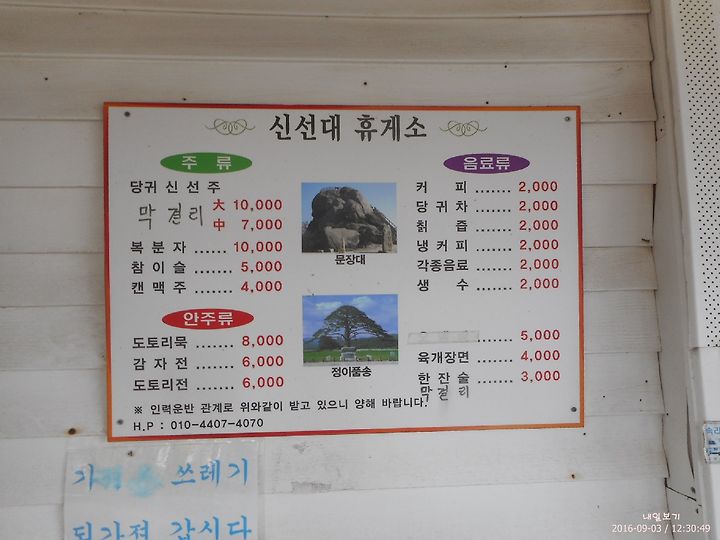 신선대 휴게소
주 류
당귀 신선주
막걸리 大 10,000
中 7,000
복 분 자 ...... 10,000
참 이 슬 ....... 5,000
캔 맥 주 ....... 4,000
안주류
도토리묵 ....... 8,000
감 자 전 ....... 6,000
도토리전 ....... 6,000
문장대
정이품송
음료류
커 피 ....... 2,000
당 귀 차 ....... 2,000
칡 즙 ....... 2,000
냉 커 피 ....... 2,000
각종음료 ....... 2,000
생 수 ....... 2,000
5,000
육개장면 ....... 4,000
한 잔 술 ....... 3,000
막걸리
※ 인력운반 관계로 위와같이 받고 있으니 양해 바랍니다.
H.P : 010-4407-4070
쓰레기
되가져 갑시다
속리
내일보기
2016-09-03 / 12:30:49